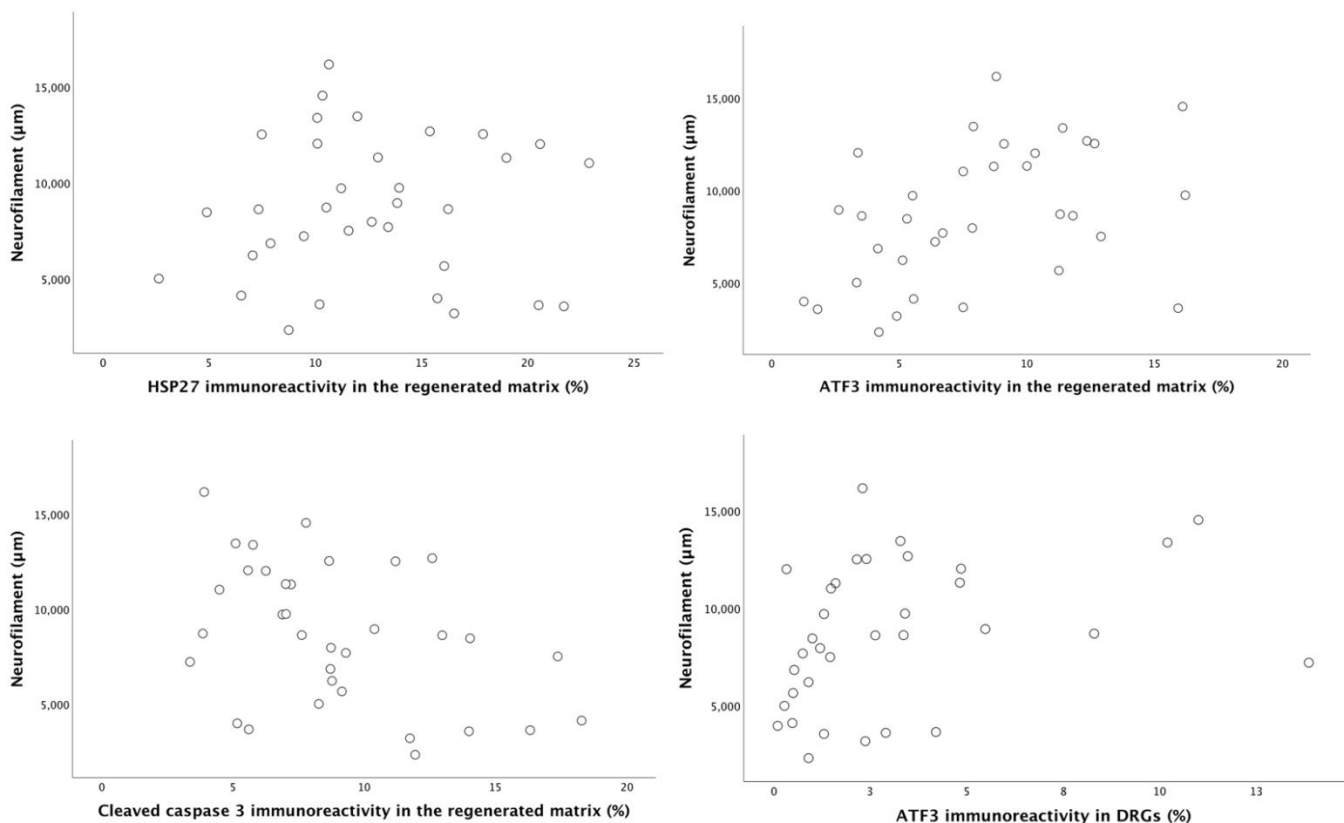 Neurofilament (µm)
15,000
10,000
5,000
0 5 10 15 20 25
HSP27 immunoreactivity in the regenerated matrix (%)
Neurofilament (µm)
15,000
10,000
5,000
0 5 10 15 20
ATF3 immunoreactivity in the regenerated matrix (%)
Neurofilament (µm)
15,000
10,000
5,000
0 5 10 15 20
Cleaved caspase 3 immunoreactivity in the regenerated matrix (%)
Neurofilament (µm)
15,000
10,000
5,000
0 3 5 8 10 13
ATF3 immunoreactivity in DRGs (%)